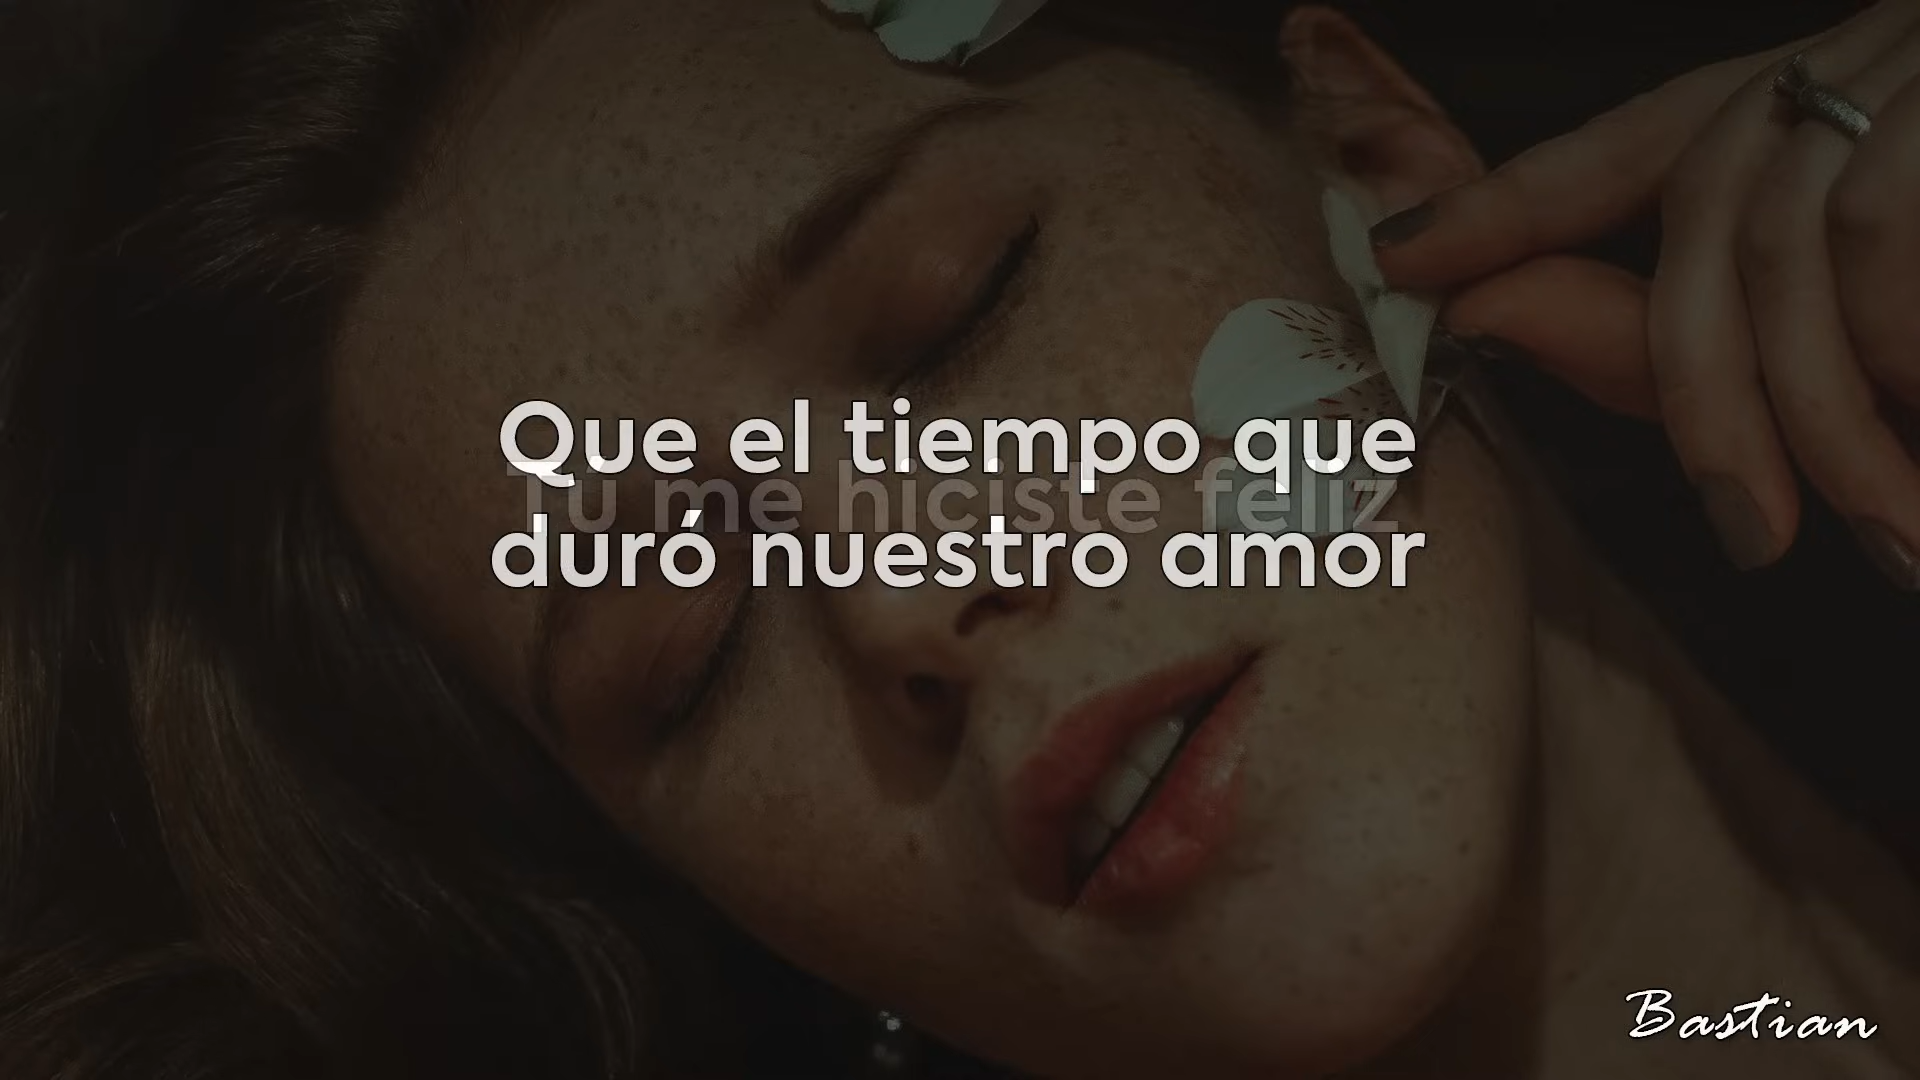 Que el tiempo que
Tú me hiciste feliz
duró nuestro amor
Bastian